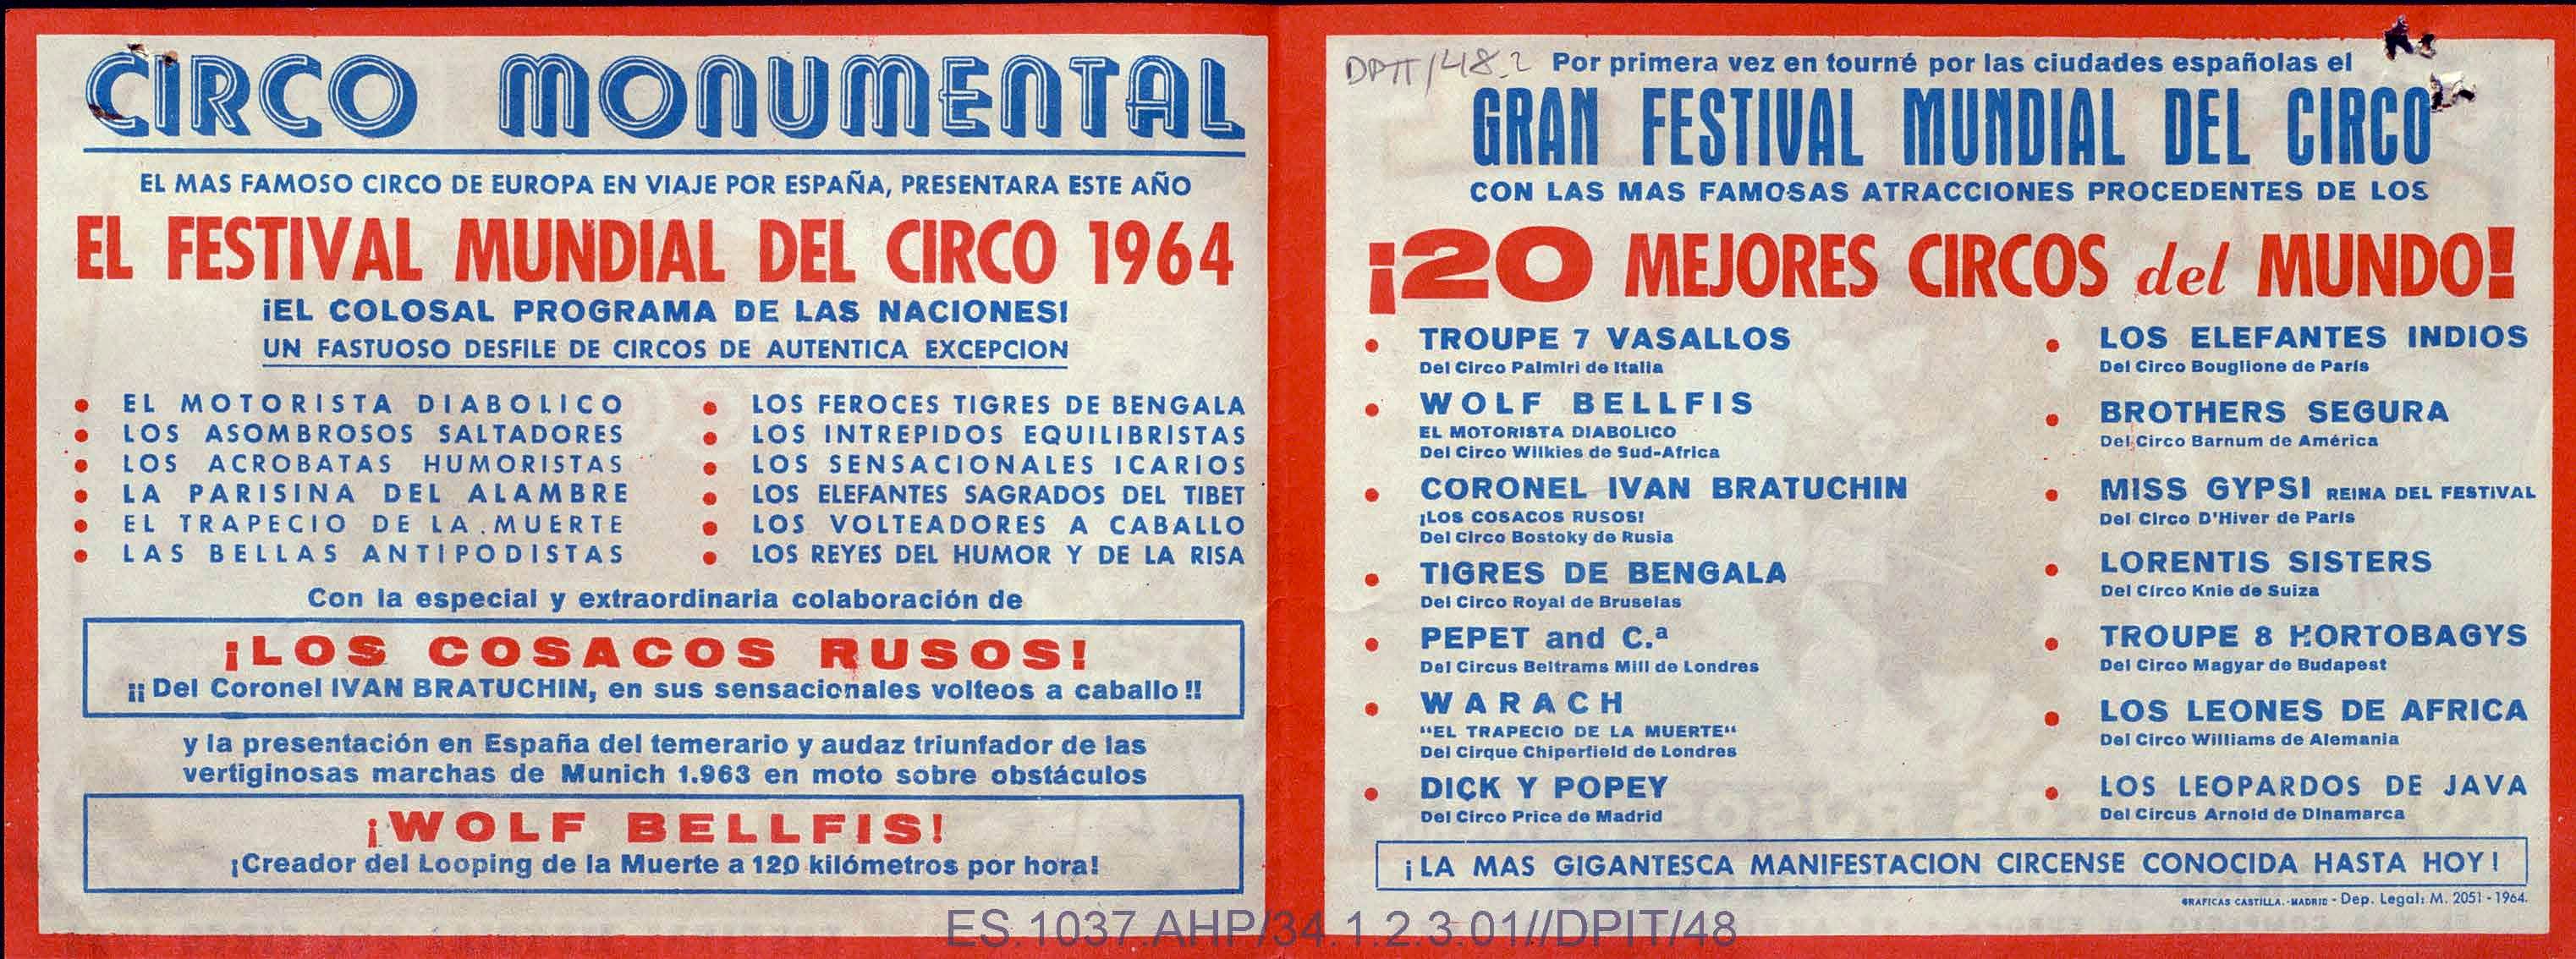 CIRCO MONUMENTAL
EL MAS FAMOSO CIRCO DE EUROPA EN VIAJE POR ESPAÑA, PRESENTARA ESTE AÑO
EL FESTIVAL MUNDIAL DEL CIRCO 1964
¡EL COLOSAL PROGRAMA DE LAS NACIONES!
UN FASTUOSO DESFILE DE CIRCOS DE AUTENTICA EXCEPCION
• EL MOTORISTA DIABOLICO
• LOS ASOMBROSOS SALTADORES
• LOS ACROBATAS HUMORISTAS
• LA PARISINA DEL ALAMBRE
• EL TRAPECIO DE LA MUERTE
• LAS BELLAS ANTIPODISTAS
• LOS FEROCES TIGRES DE BENGALA
• LOS INTREPIDOS EQUILIBRISTAS
• LOS SENSACIONALES ICARIOS
• LOS ELEFANTES SAGRADOS DEL TIBET
• LOS VOLTEADORES A CABALLO
• LOS REYES DEL HUMOR Y DE LA RISA
Con la especial y extraordinaria colaboración de
¡LOS COSACOS RUSOS!
¡¡Del Coronel IVAN BRATUCHIN, en sus sensacionales volteos a caballo!!
y la presentación en España del temerario y audaz triunfador de las
vertiginosas marchas de Munich 1.963 en moto sobre obstáculos
¡WOLF BELLFIS!
¡Creador del Looping de la Muerte a 120 kilómetros por hora!
DPIT/48.2
Por primera vez en tourné por las ciudades españolas el
GRAN FESTIVAL MUNDIAL DEL CIRCO
CON LAS MAS FAMOSAS ATRACCIONES PROCEDENTES DE LOS
¡20 MEJORES CIRCOS del MUNDO!
• TROUPE 7 VASALLOS
Del Circo Palmiri de Italia
• WOLF BELLFIS
EL MOTORISTA DIABOLICO
Del Circo Wilkies de Sud-Africa
• CORONEL IVAN BRATUCHIN
¡LOS COSACOS RUSOS!
Del Circo Bostoky de Rusia
• TIGRES DE BENGALA
Del Circo Royal de Bruselas
• PEPET and C.ª
Del Circus Beltrams Mill de Londres
• WARACH
"EL TRAPECIO DE LA MUERTE"
Del Cirque Chiperfield de Londres
• DICK Y POPEY
Del Circo Price de Madrid
• LOS ELEFANTES INDIOS
Del Circo Bouglione de París
• BROTHERS SEGURA
Del Circo Barnum de América
• MISS GYPSI REINA DEL FESTIVAL
Del Circo D'Hiver de París
• LORENTIS SISTERS
Del Circo Knie de Suiza
• TROUPE 8 HORTOBAGYS
Del Circo Magyar de Budapest
• LOS LEONES DE AFRICA
Del Circo Williams de Alemania
• LOS LEOPARDOS DE JAVA
Del Circus Arnold de Dinamarca
¡LA MAS GIGANTESCA MANIFESTACION CIRCENSE CONOCIDA HASTA HOY!
GRAFICAS CASTILLA.-MADRID - Dep. Legal: M. 2051 - 1964.
ES.1037.AHP/34.1.2.3.01//DPIT/48